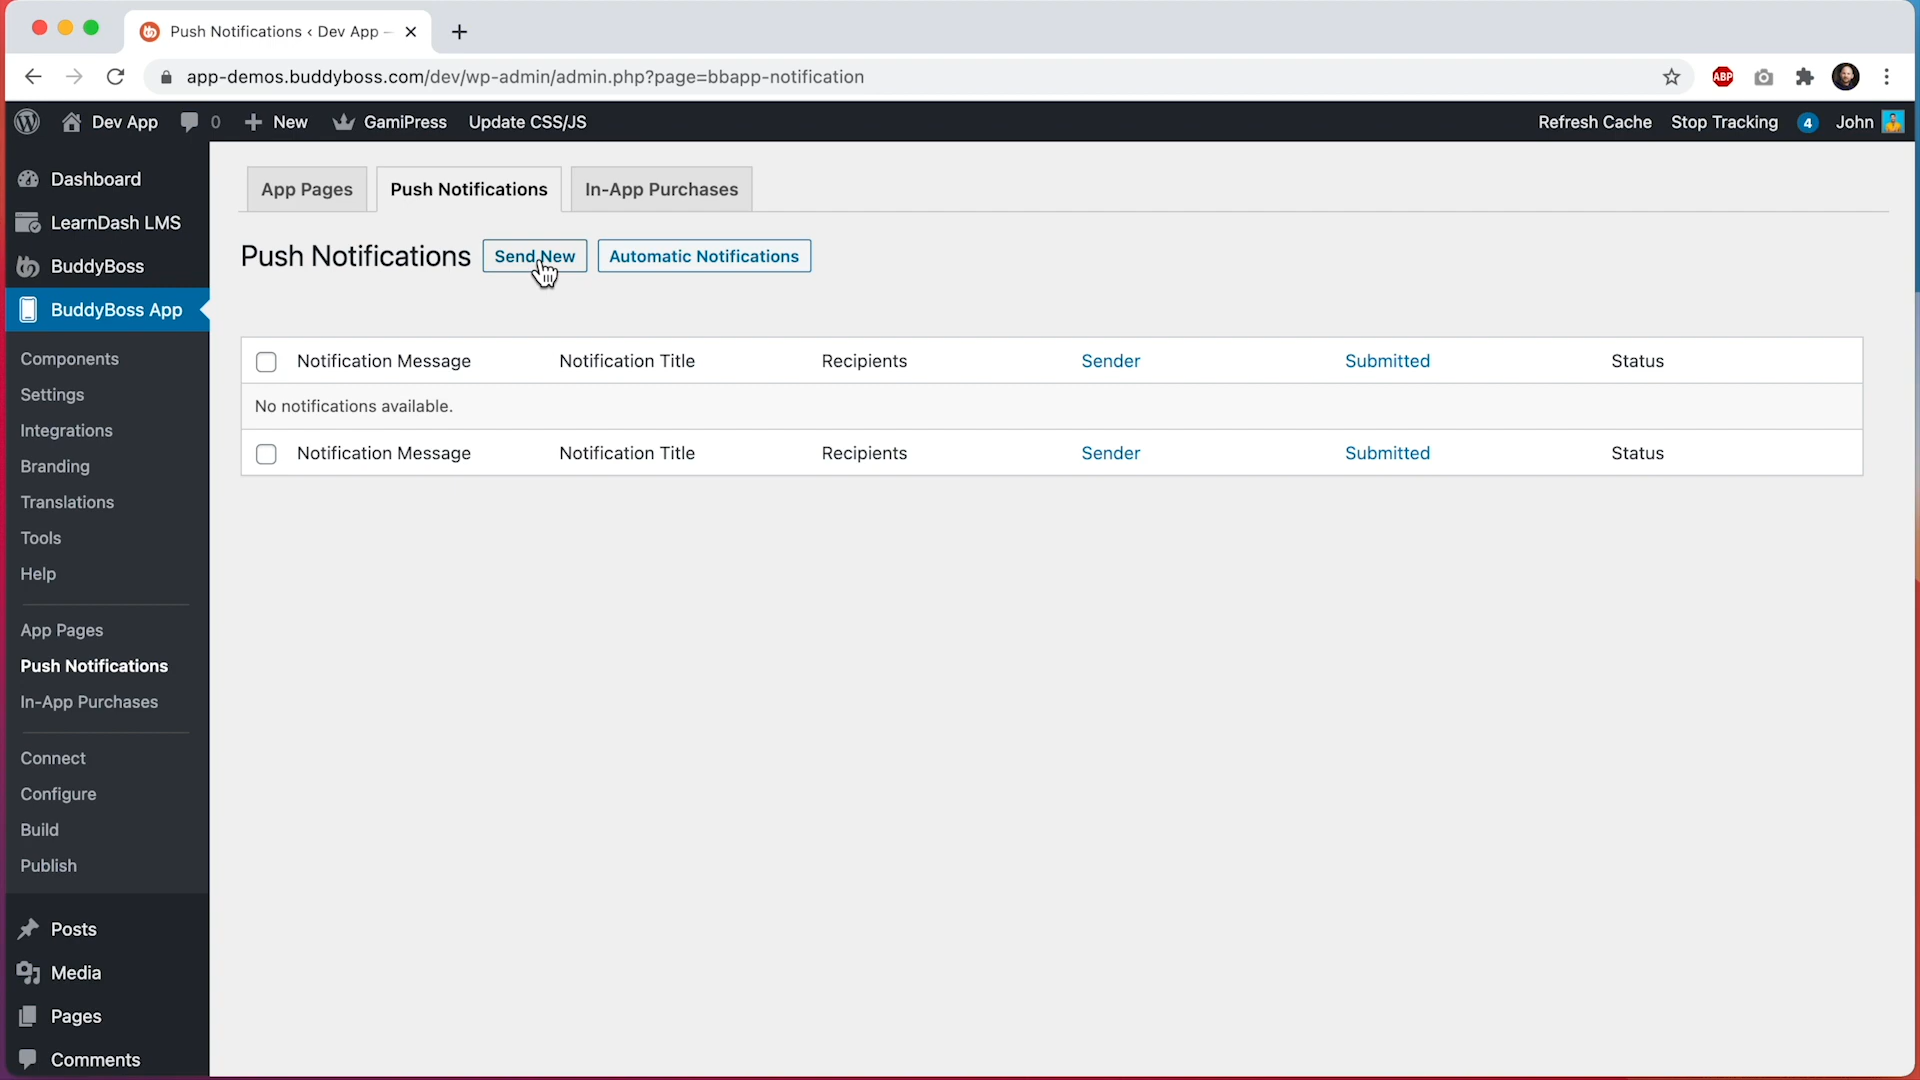 Push Notifications ‹ Dev App –
app-demos.buddyboss.com/dev/wp-admin/admin.php?page=bbapp-notification
ABP
Dev App 0 New GamiPress Update CSS/JS Refresh Cache Stop Tracking 4 John
Dashboard
LearnDash LMS
BuddyBoss
BuddyBoss App
Components
Settings
Integrations
Branding
Translations
Tools
Help
App Pages
Push Notifications
In-App Purchases
Connect
Configure
Build
Publish
Posts
Media
Pages
Comments
App Pages Push Notifications In-App Purchases
Push Notifications Send New Automatic Notifications
Notification Message Notification Title Recipients Sender Submitted Status
No notifications available.
Notification Message Notification Title Recipients Sender Submitted Status